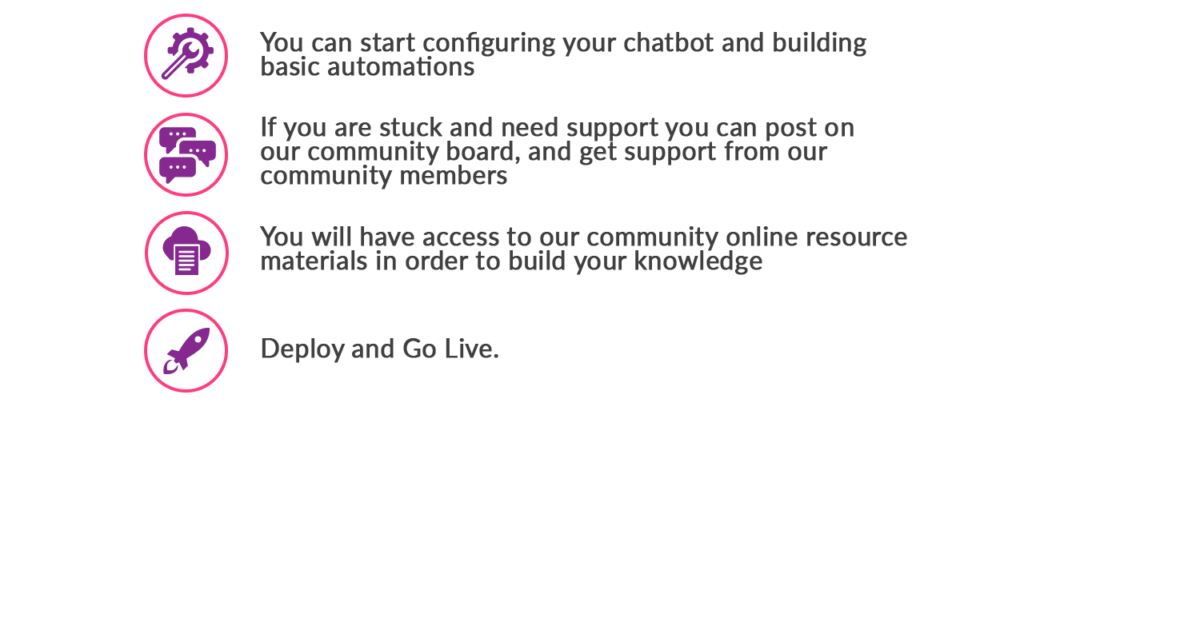 You can start configuring your chatbot and building
basic automations
If you are stuck and need support you can post on
our community board, and get support from our
community members
You will have access to our community online resource
materials in order to build your knowledge
Deploy and Go Live.